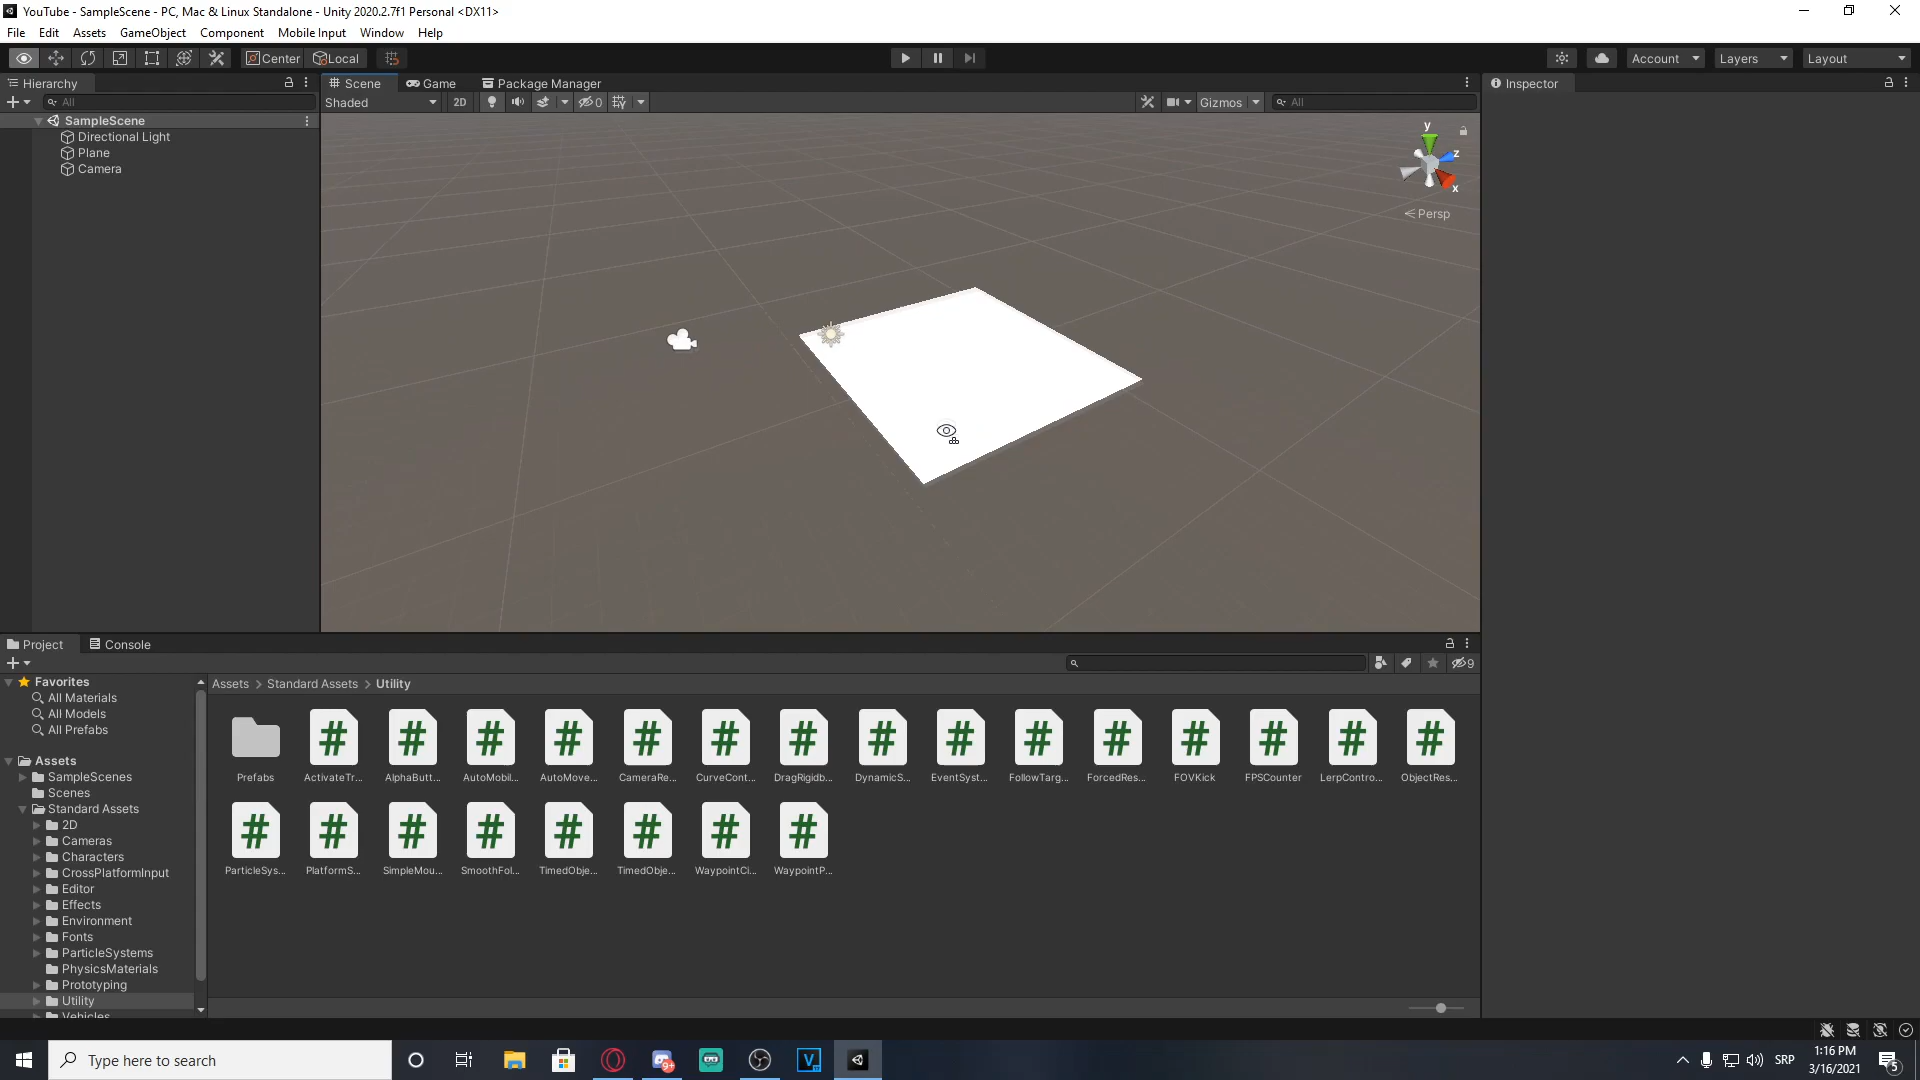 YouTube - SampleScene - PC, Mac & Linux Standalone - Unity 2020.2.7f1 Personal <DX11>
File Edit Assets GameObject Component Mobile Input Window Help
Center Local Account Layers Layout
Hierarchy
All
SampleScene
Directional Light
Plane
Camera
Scene Game Package Manager
Shaded 2D 0 Gizmos All
y
z
x
Persp
Inspector
Project Console
9
Favorites
All Materials
All Models
All Prefabs
Assets
SampleScenes
Scenes
Standard Assets
2D
Cameras
Characters
CrossPlatformInput
Editor
Effects
Environment
Fonts
ParticleSystems
PhysicsMaterials
Prototyping
Utility
Vehicles
Assets > Standard Assets > Utility
Prefabs ActivateTr... AlphaButt... AutoMobil... AutoMove... CameraRe... CurveCont... DragRigidb... DynamicS... EventSyst... FollowTarg... ForcedRes... FOVKick FPSCounter LerpContro... ObjectRes...
ParticleSys... PlatformS... SimpleMou... SmoothFol... TimedObje... TimedObje... WaypointCi... WaypointP...
Type here to search
9+
V
SRP
1:16 PM
3/16/2021
5